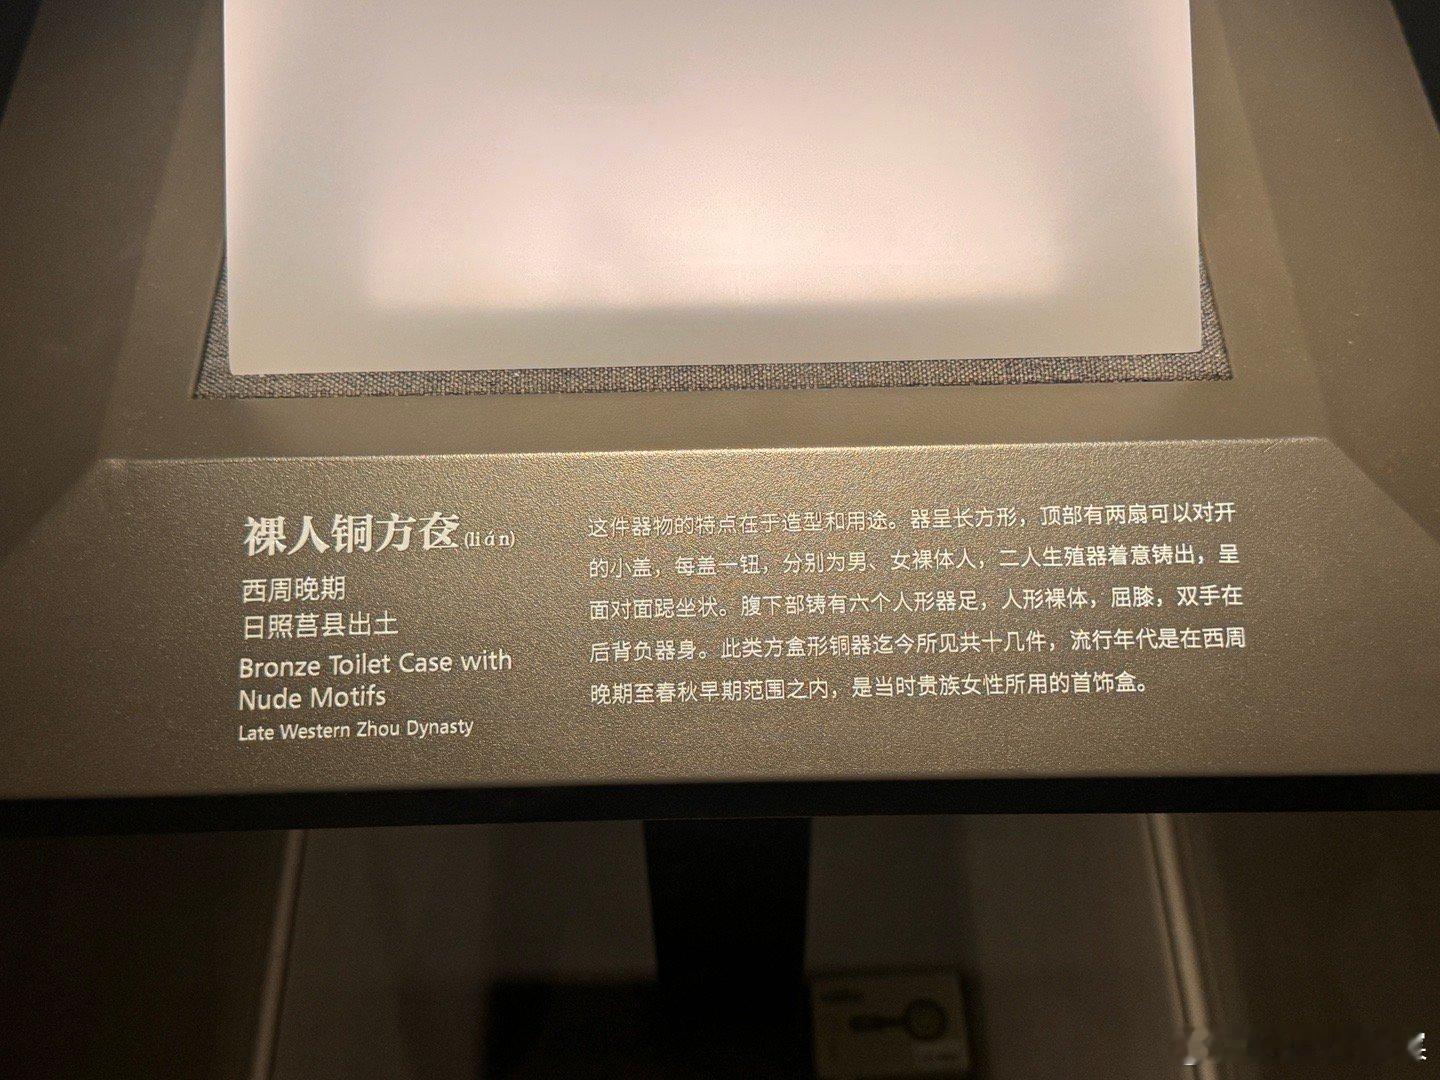 裸人铜方奁(lián)
西周晚期
日照莒县出土
Bronze Toilet Case with
Nude Motifs
Late Western Zhou Dynasty
这件器物的特点在于造型和用途。器呈长方形，顶部有两扇可以对开
的小盖，每盖一钮，分别为男、女裸体人，二人生殖器着意铸出，呈
面对面跽坐状。腹下部铸有六个人形器足，人形裸体，屈膝，双手在
后背负器身。此类方盒形铜器迄今所见共十几件，流行年代是在西周
晚期至春秋早期范围之内，是当时贵族女性所用的首饰盒。